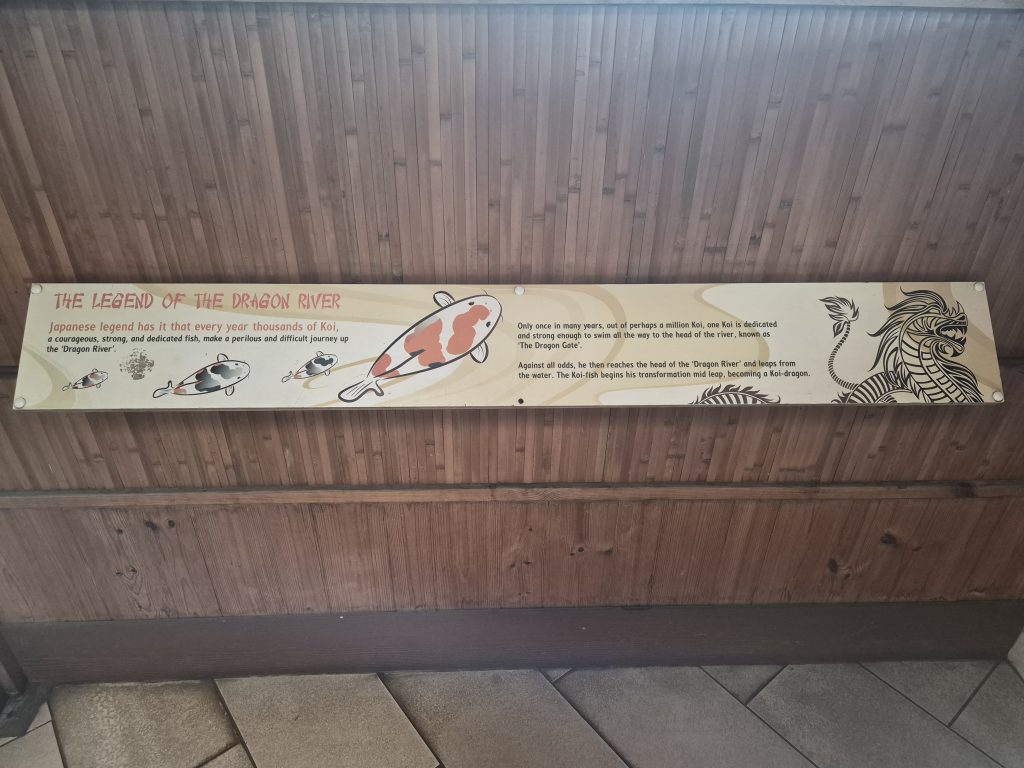 THE LEGEND OF THE DRAGON RIVER
Japanese legend has it that every year thousands of Koi,
a courageous, strong, and dedicated fish, make a perilous and difficult journey up
the 'Dragon River'.
Only once in many years, out of perhaps a million Koi, one Koi is dedicated
and strong enough to swim all the way to the head of the river, known as
'The Dragon Gate'.
Against all odds, he then reaches the head of the 'Dragon River' and leaps from
the water. The Koi-fish begins his transformation mid leap, becoming a Koi-dragon.